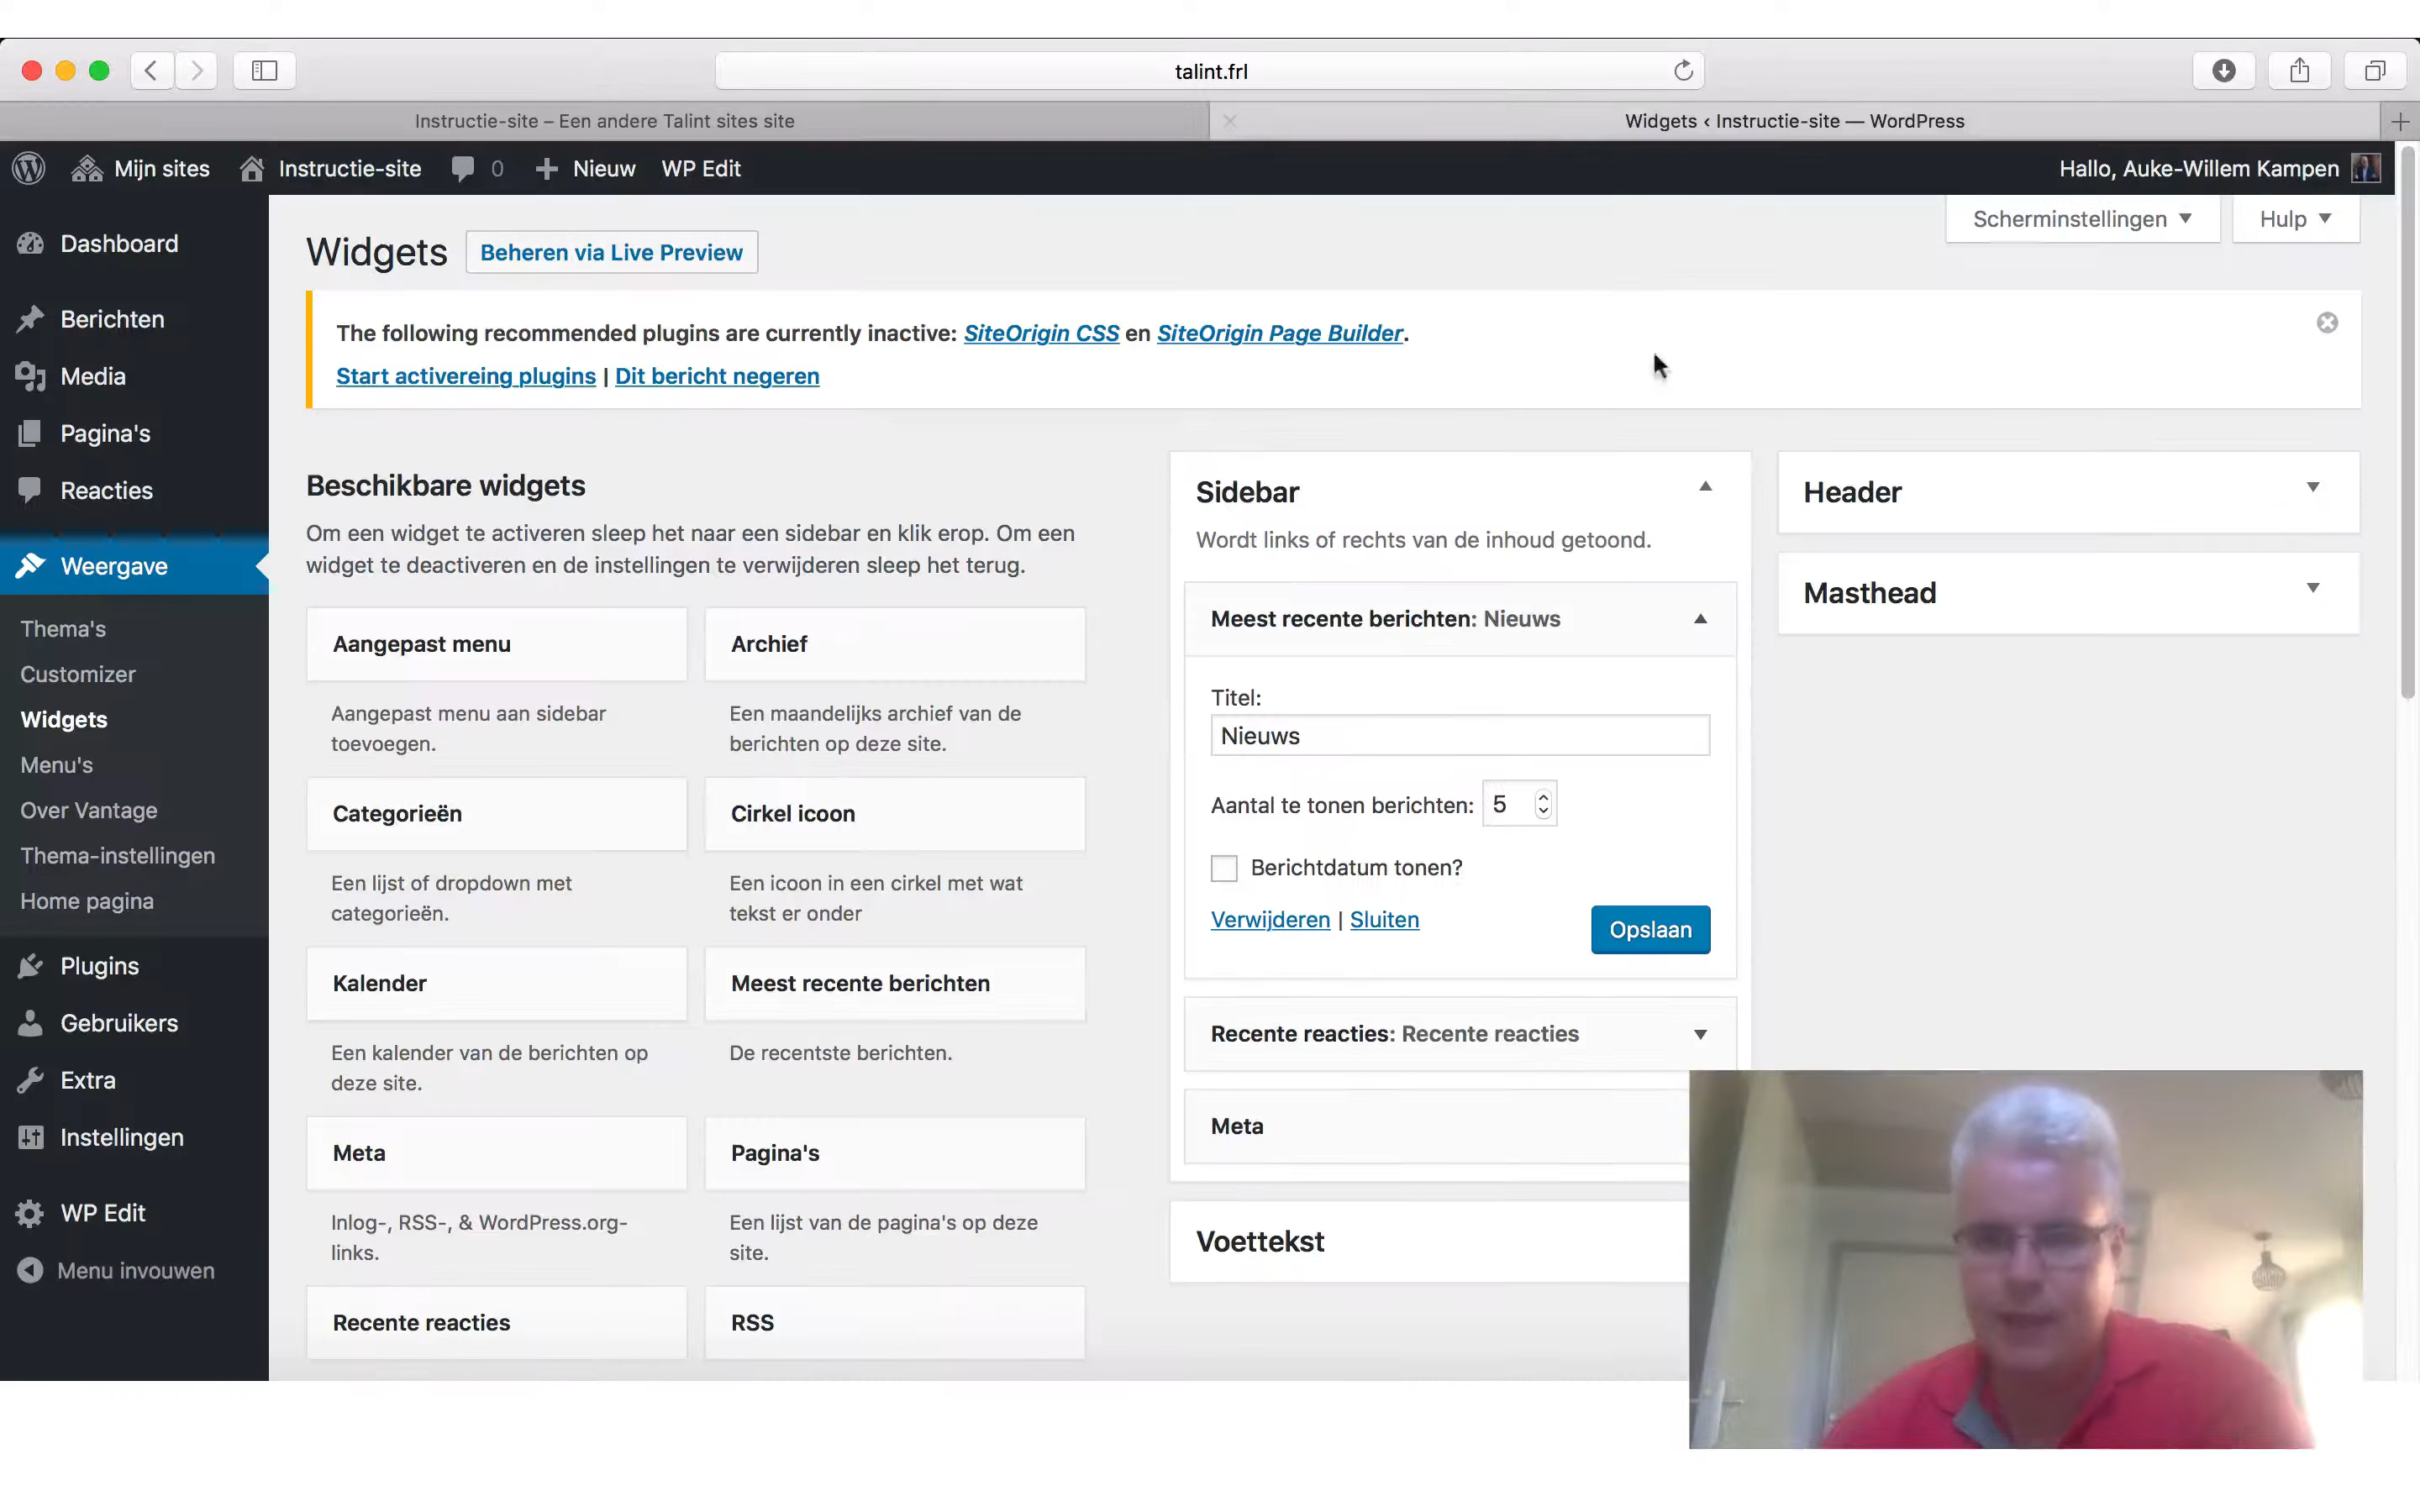 talint.frl
Instructie-site – Een andere Talint sites site
Widgets ‹ Instructie-site — WordPress
Mijn sites
Instructie-site
0
Nieuw
WP Edit
Hallo, Auke-Willem Kampen
Dashboard
Berichten
Media
Pagina's
Reacties
Weergave
Thema's
Customizer
Widgets
Menu's
Over Vantage
Thema-instellingen
Home pagina
Plugins
Gebruikers
Extra
Instellingen
WP Edit
Menu invouwen
Scherminstellingen
Hulp
Widgets
Beheren via Live Preview
The following recommended plugins are currently inactive: SiteOrigin CSS en SiteOrigin Page Builder.
Start activereing plugins | Dit bericht negeren
Beschikbare widgets
Om een widget te activeren sleep het naar een sidebar en klik erop. Om een
widget te deactiveren en de instellingen te verwijderen sleep het terug.
Aangepast menu
Aangepast menu aan sidebar
toevoegen.
Archief
Een maandelijks archief van de
berichten op deze site.
Categorieën
Een lijst of dropdown met
categorieën.
Cirkel icoon
Een icoon in een cirkel met wat
tekst er onder
Kalender
Een kalender van de berichten op
deze site.
Meest recente berichten
De recentste berichten.
Meta
Inlog-, RSS-, & WordPress.org-
links.
Pagina's
Een lijst van de pagina's op deze
site.
Recente reacties
RSS
Sidebar
Wordt links of rechts van de inhoud getoond.
Meest recente berichten: Nieuws
Titel:
Nieuws
Aantal te tonen berichten: 5
Berichtdatum tonen?
Verwijderen | Sluiten
Opslaan
Recente reacties: Recente reacties
Meta
Voettekst
Header
Masthead